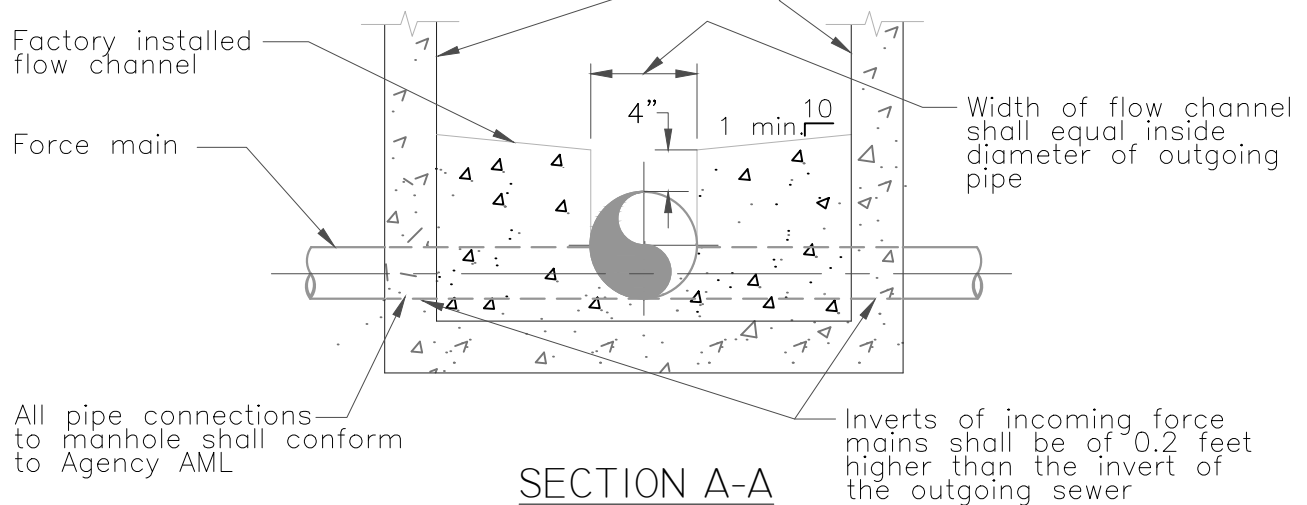 Factory installed
flow channel
4”
1 min.
10
Width of flow channel
shall equal inside
diameter of outgoing
pipe
Force main
All pipe connections
to manhole shall conform
to Agency AML
Inverts of incoming force
mains shall be of 0.2 feet
higher than the invert of
the outgoing sewer
SECTION A-A